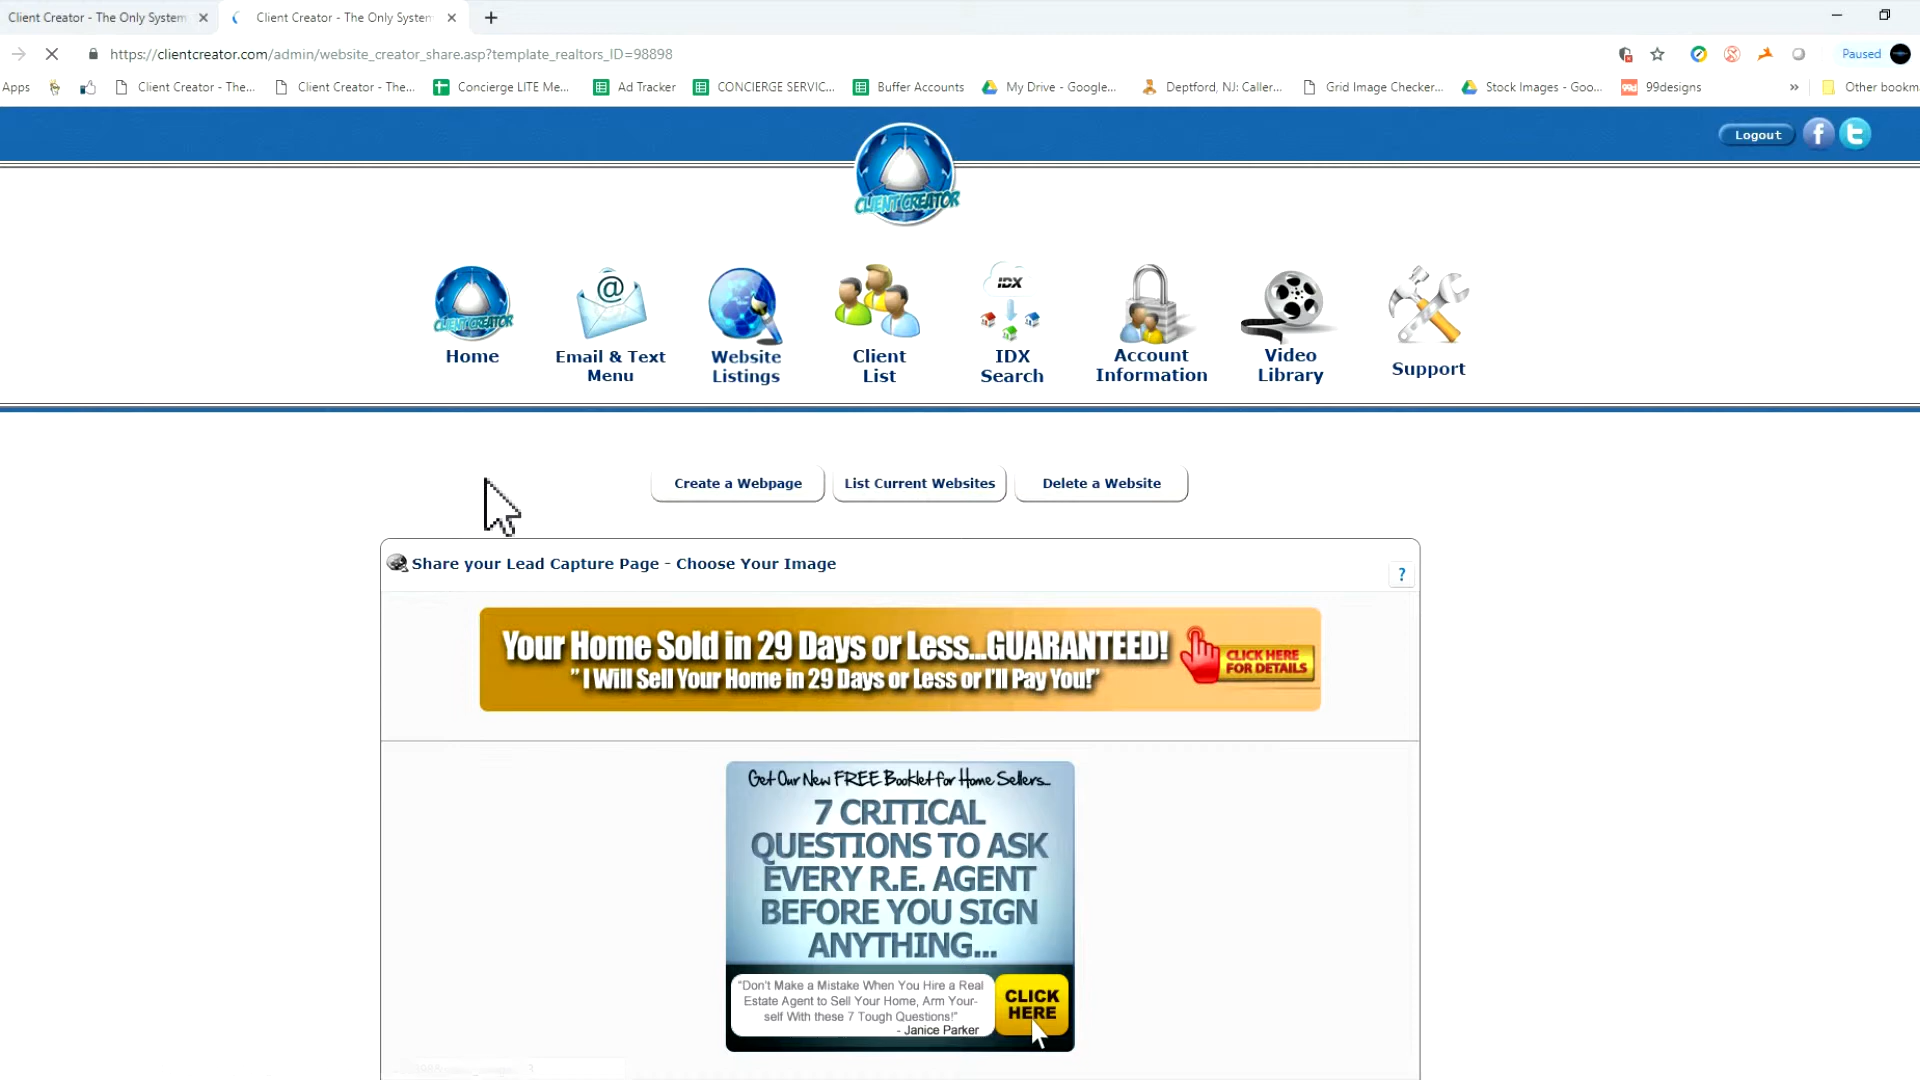 Client Creator - The Only System
Client Creator - The Only System
https://clientcreator.com/admin/website_creator_share.asp?template_realtors_ID=98898
Paused
Apps
Client Creator - The...
Client Creator - The...
Concierge LITE Me...
Ad Tracker
CONCIERGE SERVIC...
Buffer Accounts
My Drive - Google...
Deptford, NJ: Caller...
Grid Image Checker...
Stock Images - Goo...
99designs
»
Other bookm
Logout
CLIENT CREATOR
CLIENT CREATOR
IDX
Home
Email & Text
Menu
Website
Listings
Client
List
IDX
Search
Account
Information
Video
Library
Support
Create a Webpage
List Current Websites
Delete a Website
Share your Lead Capture Page - Choose Your Image
?
Your Home Sold in 29 Days or Less...GUARANTEED!
"I Will Sell Your Home in 29 Days or Less or I'll Pay You!"
CLICK HERE
FOR DETAILS
Get Our New FREE Booklet for Home Sellers...
7 CRITICAL
QUESTIONS TO ASK
EVERY R.E. AGENT
BEFORE YOU SIGN
ANYTHING...
"Don't Make a Mistake When You Hire a Real
Estate Agent to Sell Your Home, Arm Your-
self With these 7 Tough Questions!"
- Janice Parker
CLICK
HERE